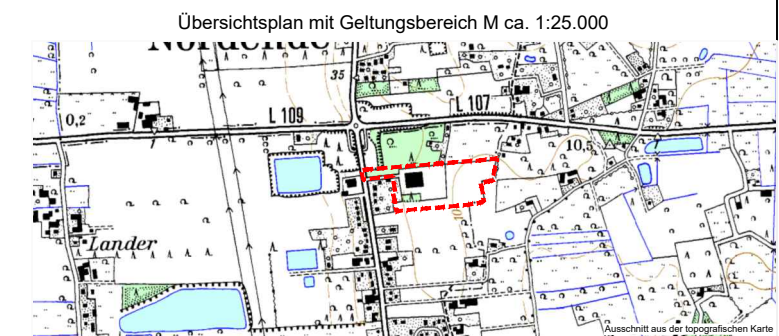 Übersichtsplan mit Geltungsbereich M ca. 1:25.000
35
0,2
L 109
L 107
10,5
10
Lander
Ausschnitt aus der topografischen Karte